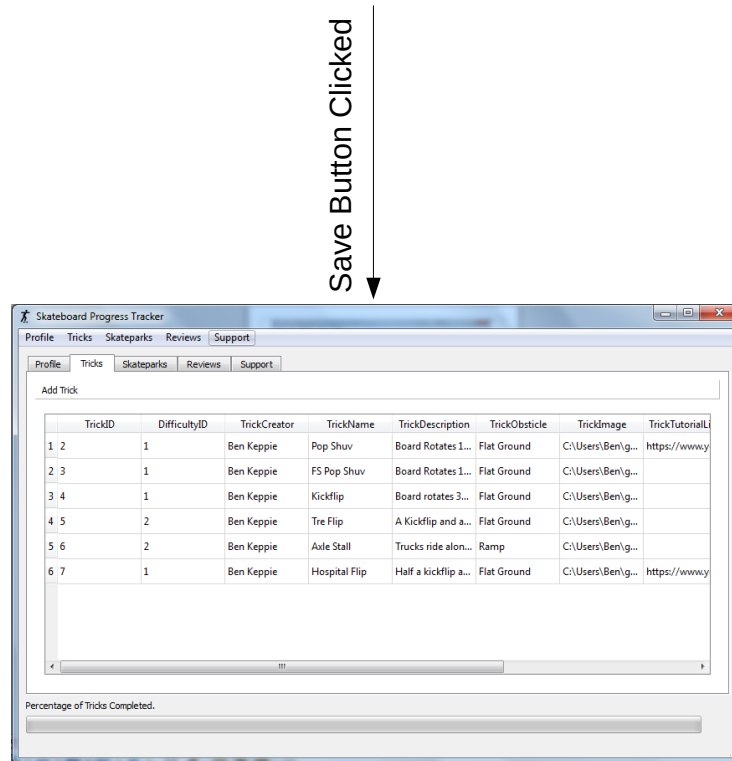 Save Button Clicked
Skateboard Progress Tracker
Profile Tricks Skateparks Reviews Support
Profile Tricks Skateparks Reviews Support
Add Trick
TrickID DifficultyID TrickCreator TrickName TrickDescription TrickObsticle TrickImage TrickTutorialLi
1 2 1 Ben Keppie Pop Shuv Board Rotates 1... Flat Ground C:\Users\Ben\g... https://www.y
2 3 1 Ben Keppie FS Pop Shuv Board Rotates 1... Flat Ground C:\Users\Ben\g...
3 4 1 Ben Keppie Kickflip Board rotates 3... Flat Ground C:\Users\Ben\g...
4 5 2 Ben Keppie Tre Flip A Kickflip and a... Flat Ground C:\Users\Ben\g...
5 6 2 Ben Keppie Axle Stall Trucks ride alon... Ramp C:\Users\Ben\g...
6 7 1 Ben Keppie Hospital Flip Half a kickflip a... Flat Ground C:\Users\Ben\g... https://www.y
Percentage of Tricks Completed.